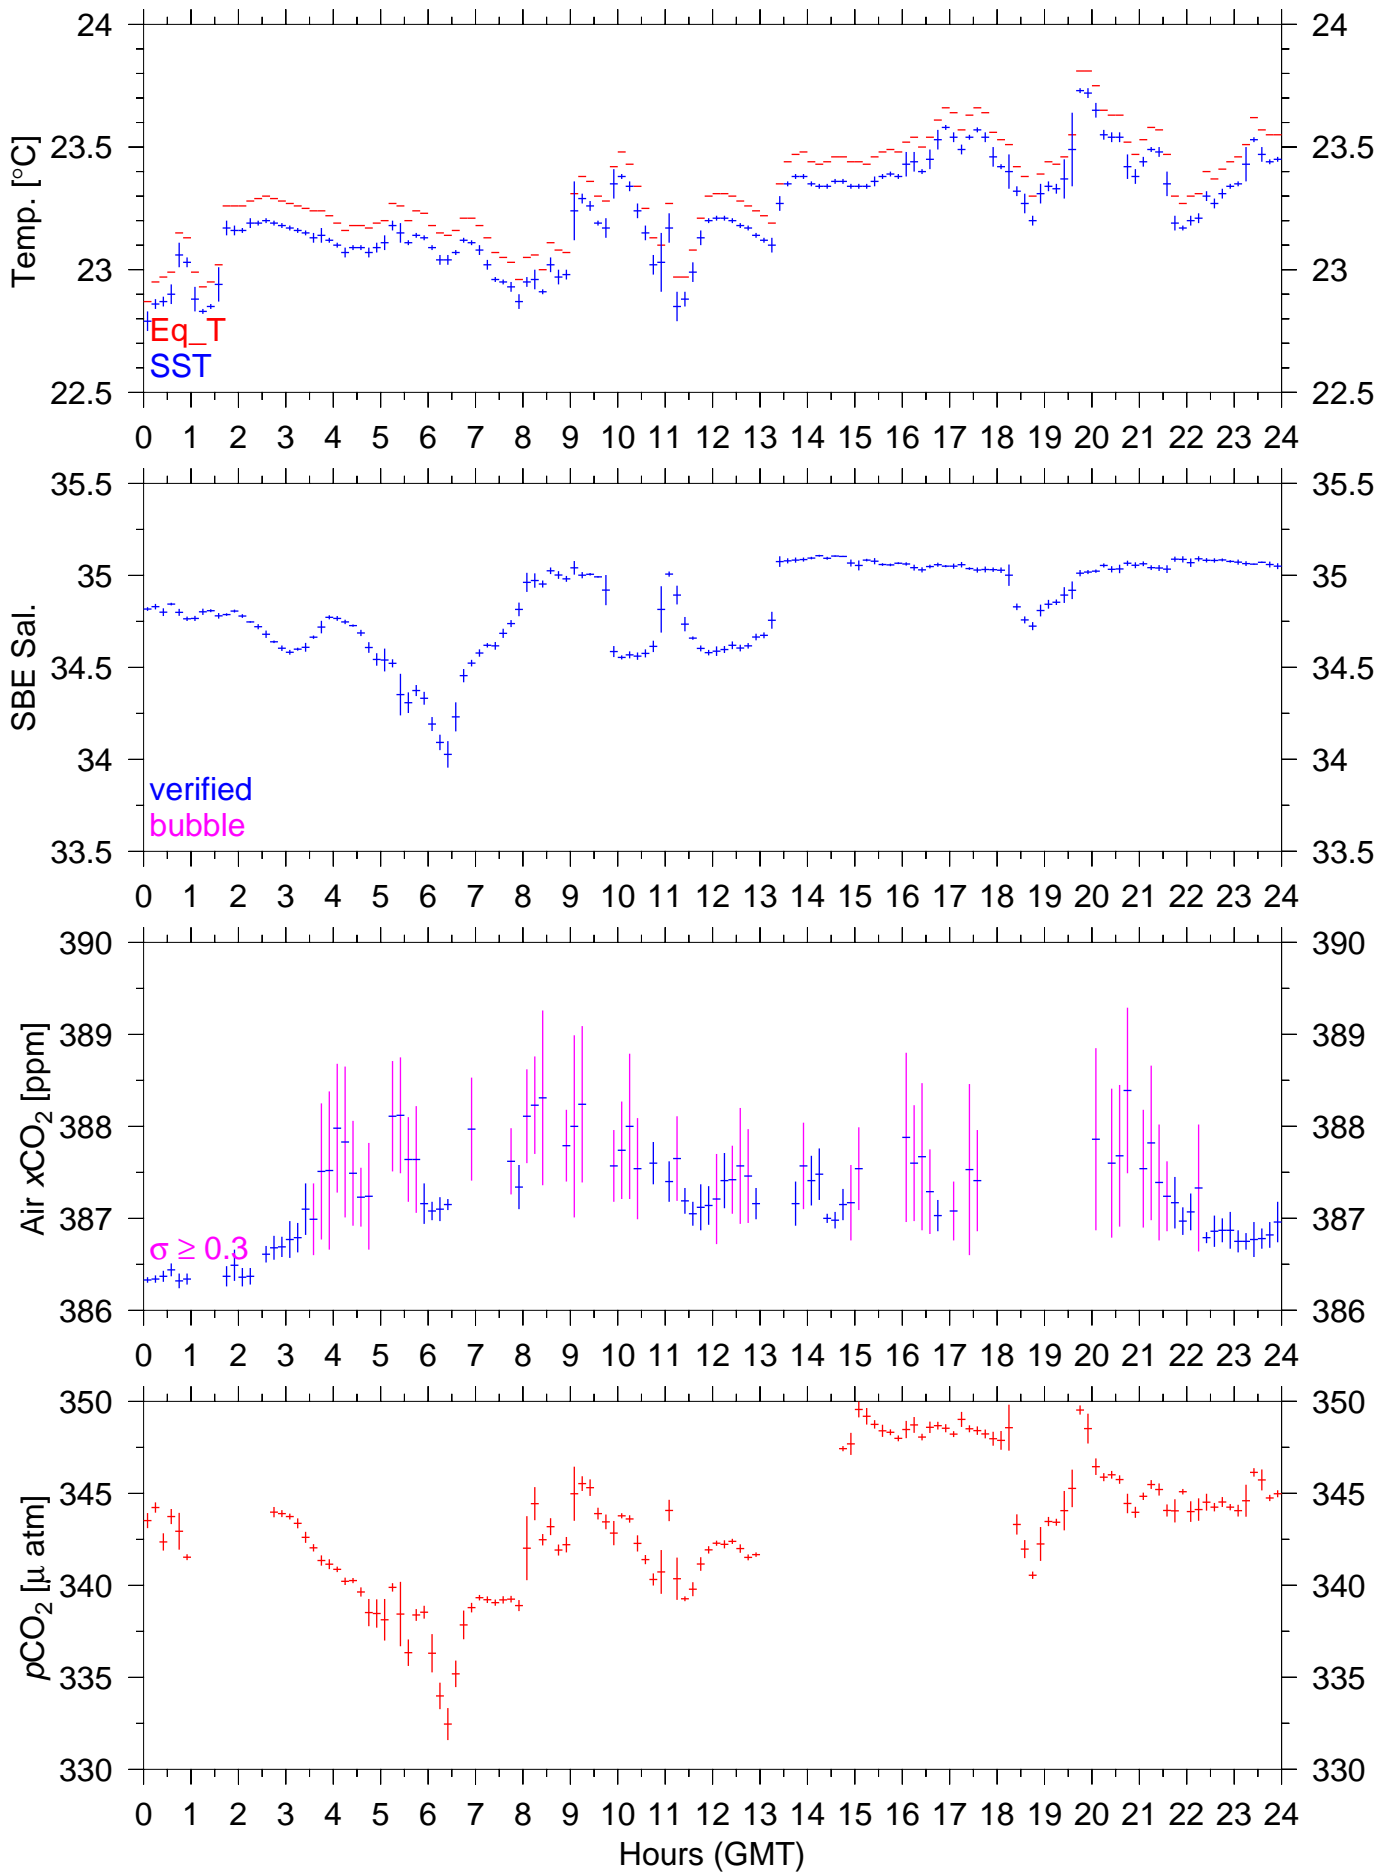 24 24
23.5 23.5
23 23
22.5 22.5
Temp. [°C]
Eq_T
SST
0 1 2 3 4 5 6 7 8 9 10 11 12 13 14 15 16 17 18 19 20 21 22 23 24
35.5 35.5
35 35
34.5 34.5
34 34
33.5 33.5
SBE Sal.
verified
bubble
0 1 2 3 4 5 6 7 8 9 10 11 12 13 14 15 16 17 18 19 20 21 22 23 24
390 390
389 389
388 388
387 387
386 386
Air xCO₂ [ppm]
σ ≥ 0.3
0 1 2 3 4 5 6 7 8 9 10 11 12 13 14 15 16 17 18 19 20 21 22 23 24
350 350
345 345
340 340
335 335
330 330
pCO₂ [μ atm]
0 1 2 3 4 5 6 7 8 9 10 11 12 13 14 15 16 17 18 19 20 21 22 23 24
Hours (GMT)